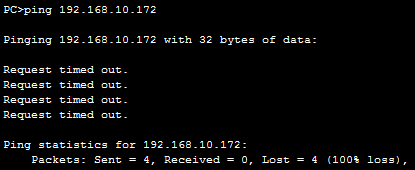 PC>ping 192.168.10.172
Pinging 192.168.10.172 with 32 bytes of data:
Request timed out.
Request timed out.
Request timed out.
Request timed out.
Ping statistics for 192.168.10.172:
Packets: Sent = 4, Received = 0, Lost = 4 (100% loss),